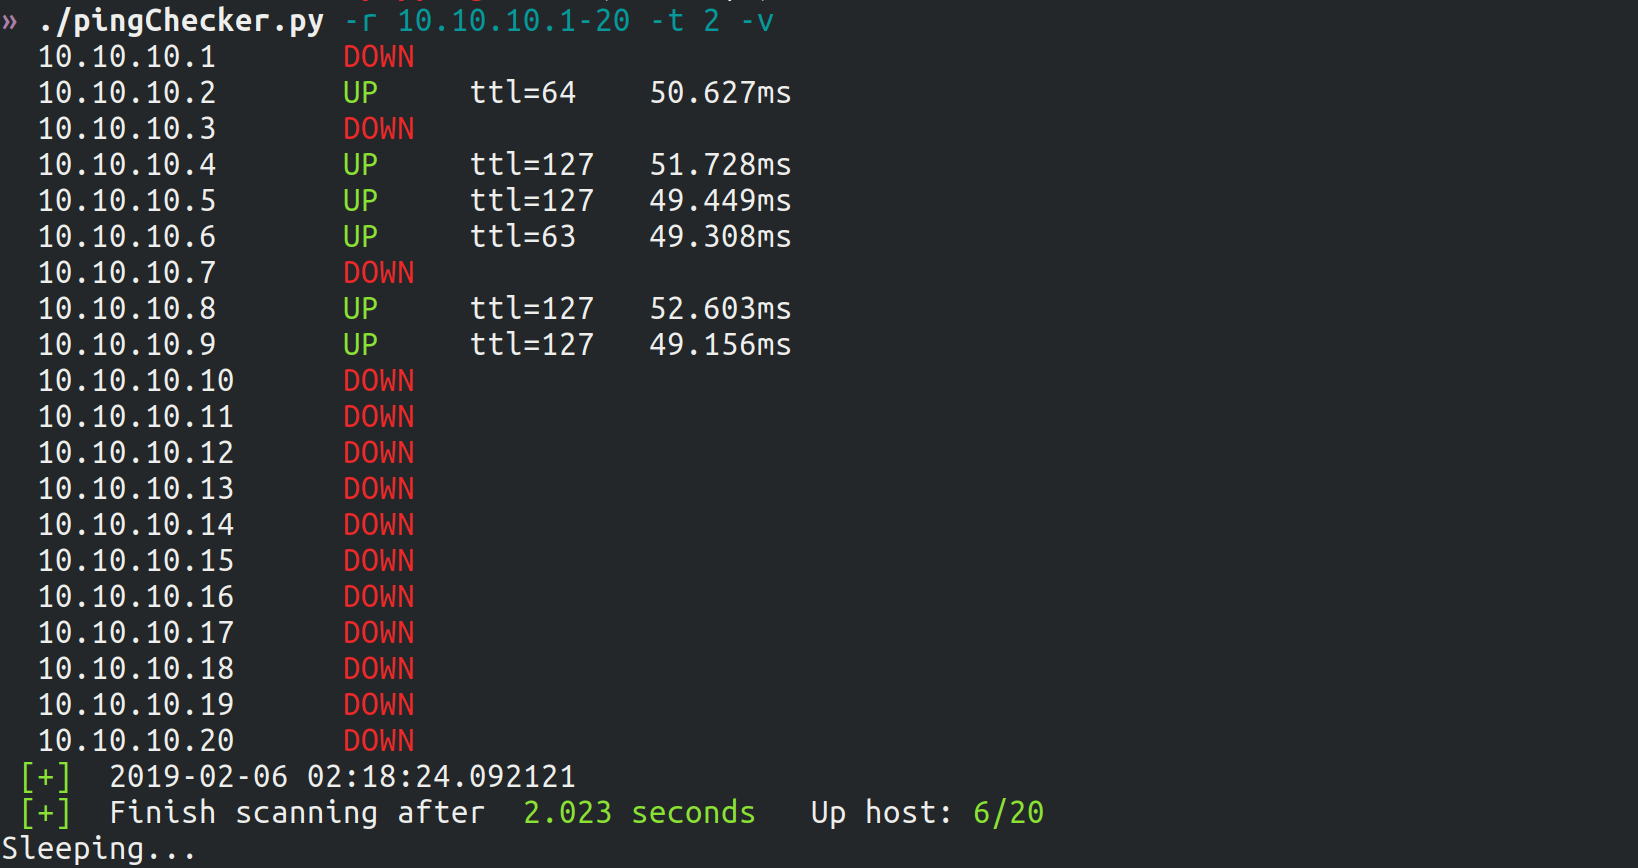 » ./pingChecker.py -r 10.10.10.1-20 -t 2 -v
10.10.10.1 DOWN
10.10.10.2 UP ttl=64 50.627ms
10.10.10.3 DOWN
10.10.10.4 UP ttl=127 51.728ms
10.10.10.5 UP ttl=127 49.449ms
10.10.10.6 UP ttl=63 49.308ms
10.10.10.7 DOWN
10.10.10.8 UP ttl=127 52.603ms
10.10.10.9 UP ttl=127 49.156ms
10.10.10.10 DOWN
10.10.10.11 DOWN
10.10.10.12 DOWN
10.10.10.13 DOWN
10.10.10.14 DOWN
10.10.10.15 DOWN
10.10.10.16 DOWN
10.10.10.17 DOWN
10.10.10.18 DOWN
10.10.10.19 DOWN
10.10.10.20 DOWN
[+] 2019-02-06 02:18:24.092121
[+] Finish scanning after 2.023 seconds Up host: 6/20
Sleeping...